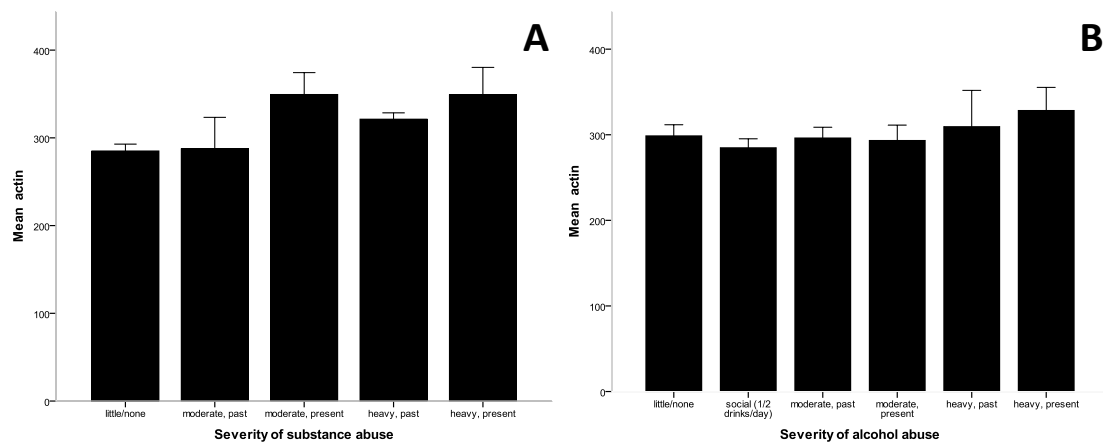 A
400
300
200
100
0
Mean actin
little/none
moderate, past
moderate, present
heavy, past
heavy, present
Severity of substance abuse
B
400
300
200
100
0
Mean actin
little/none
social (1/2
drinks/day)
moderate, past
moderate,
present
heavy, past
heavy, present
Severity of alcohol abuse